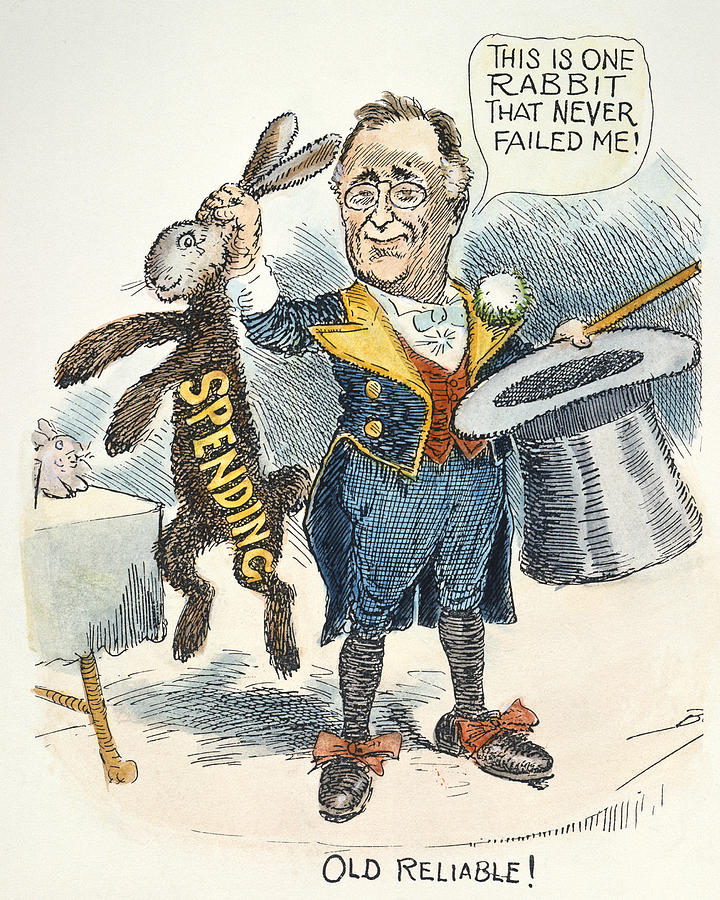 THIS IS ONE
RABBIT
THAT NEVER
FAILED ME!
SPENDING
OLD RELIABLE!